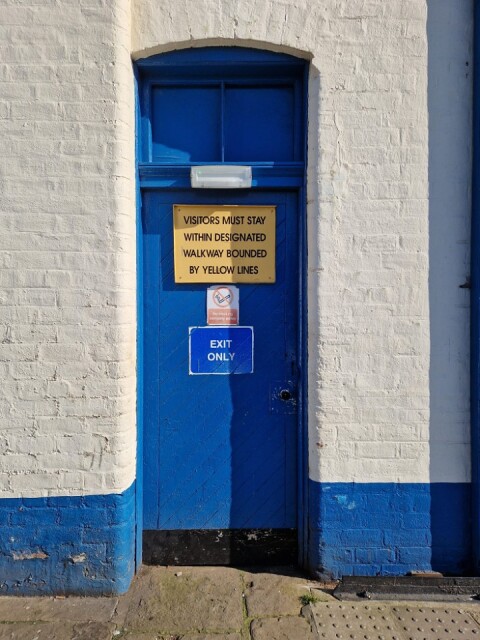 VISITORS MUST STAY
WITHIN DESIGNATED
WALKWAY BOUNDED
BY YELLOW LINES
EXIT
ONLY